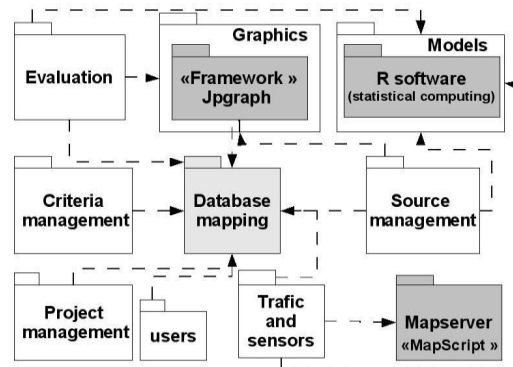 Graphics
Models
Evaluation
«Framework »
Jpgraph
R software
(statistical computing)
Criteria
management
Database
mapping
Source
management
Project
management
users
Trafic
and
sensors
Mapserver
«MapScript »